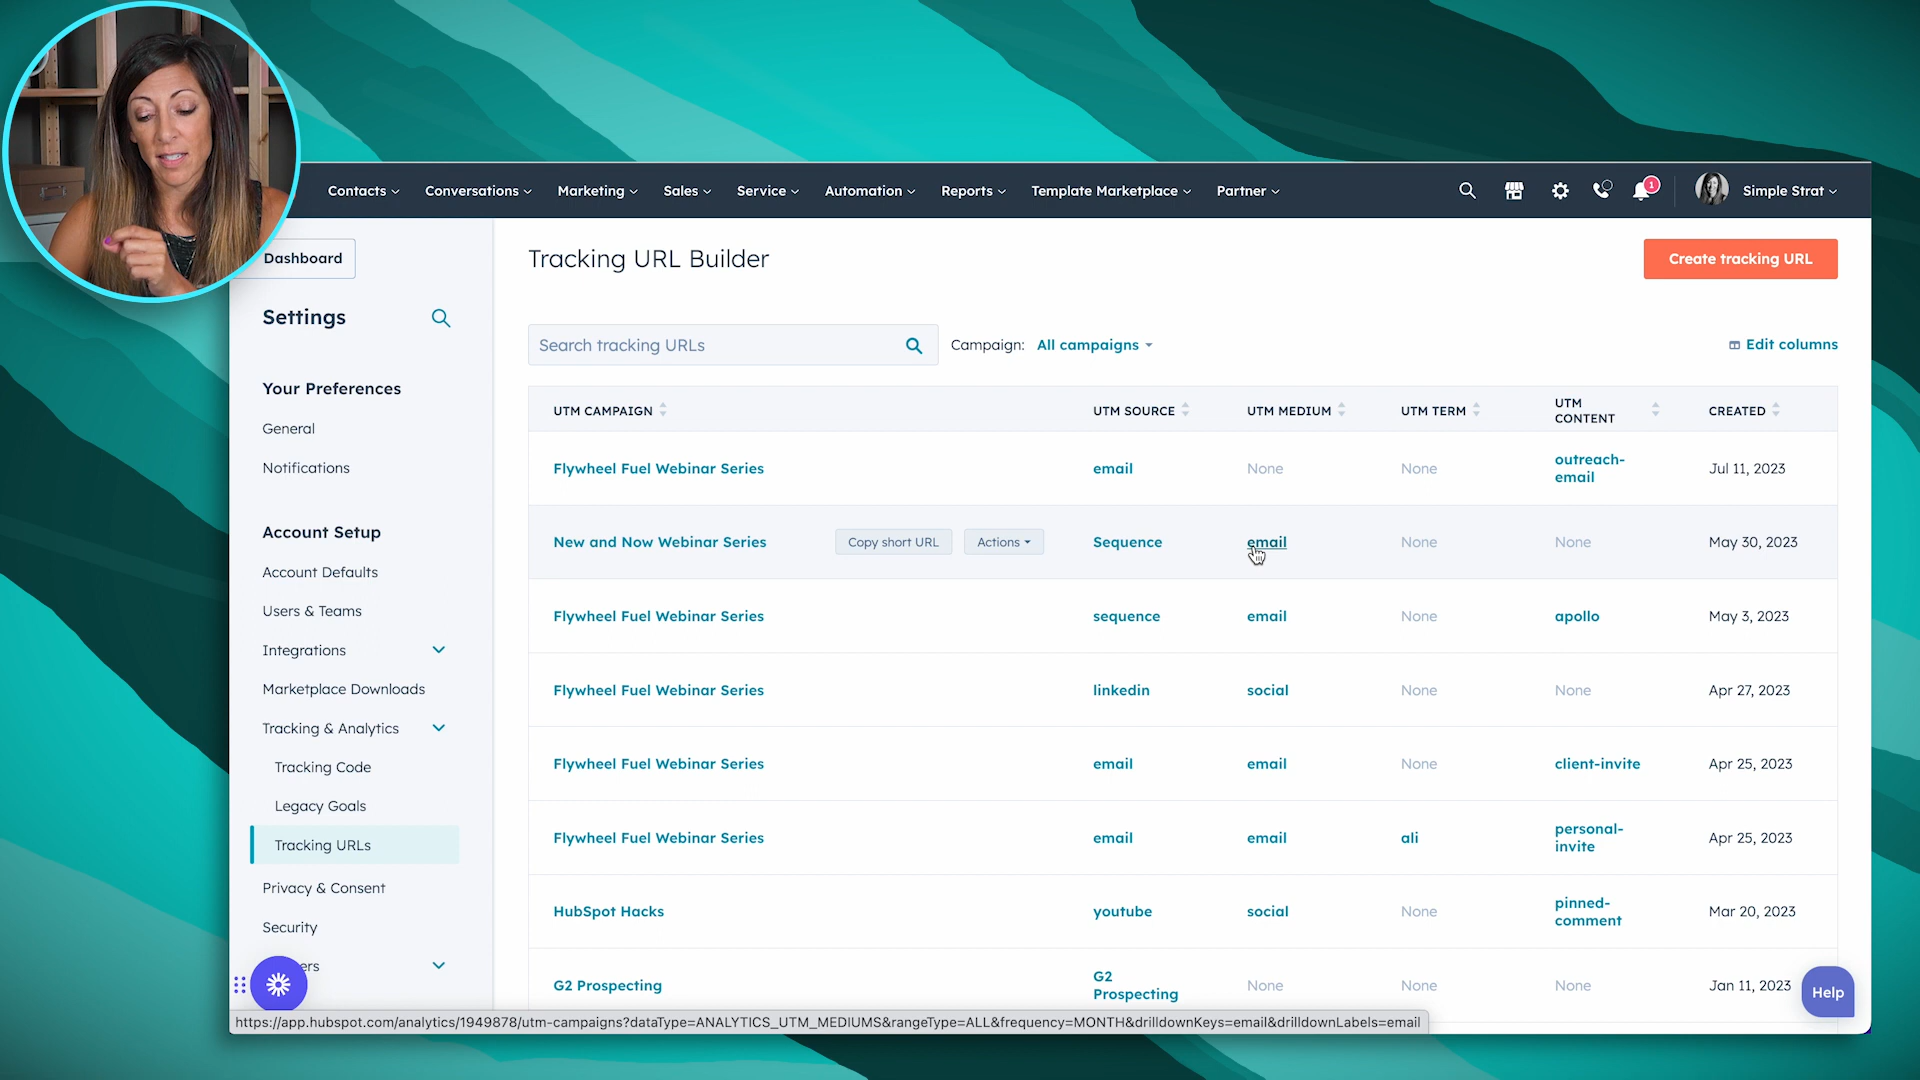 Contacts Conversations Marketing Sales Service Automation Reports Template Marketplace Partner 1 Simple Strat
Dashboard
Settings
Your Preferences
General
Notifications
Account Setup
Account Defaults
Users & Teams
Integrations
Marketplace Downloads
Tracking & Analytics
Tracking Code
Legacy Goals
Tracking URLs
Privacy & Consent
Security
ers
Tracking URL Builder
Create tracking URL
Search tracking URLs Campaign: All campaigns Edit columns
UTM CAMPAIGN UTM SOURCE UTM MEDIUM UTM TERM UTM CONTENT CREATED
Flywheel Fuel Webinar Series email None None outreach-email Jul 11, 2023
New and Now Webinar Series Copy short URL Actions Sequence email None None May 30, 2023
Flywheel Fuel Webinar Series sequence email None apollo May 3, 2023
Flywheel Fuel Webinar Series linkedin social None None Apr 27, 2023
Flywheel Fuel Webinar Series email email None client-invite Apr 25, 2023
Flywheel Fuel Webinar Series email email ali personal-invite Apr 25, 2023
HubSpot Hacks youtube social None pinned-comment Mar 20, 2023
G2 Prospecting G2 Prospecting None None None Jan 11, 2023
Help
https://app.hubspot.com/analytics/1949878/utm-campaigns?dataType=ANALYTICS_UTM_MEDIUMS&rangeType=ALL&frequency=MONTH&drilldownKeys=email&drilldownLabels=email